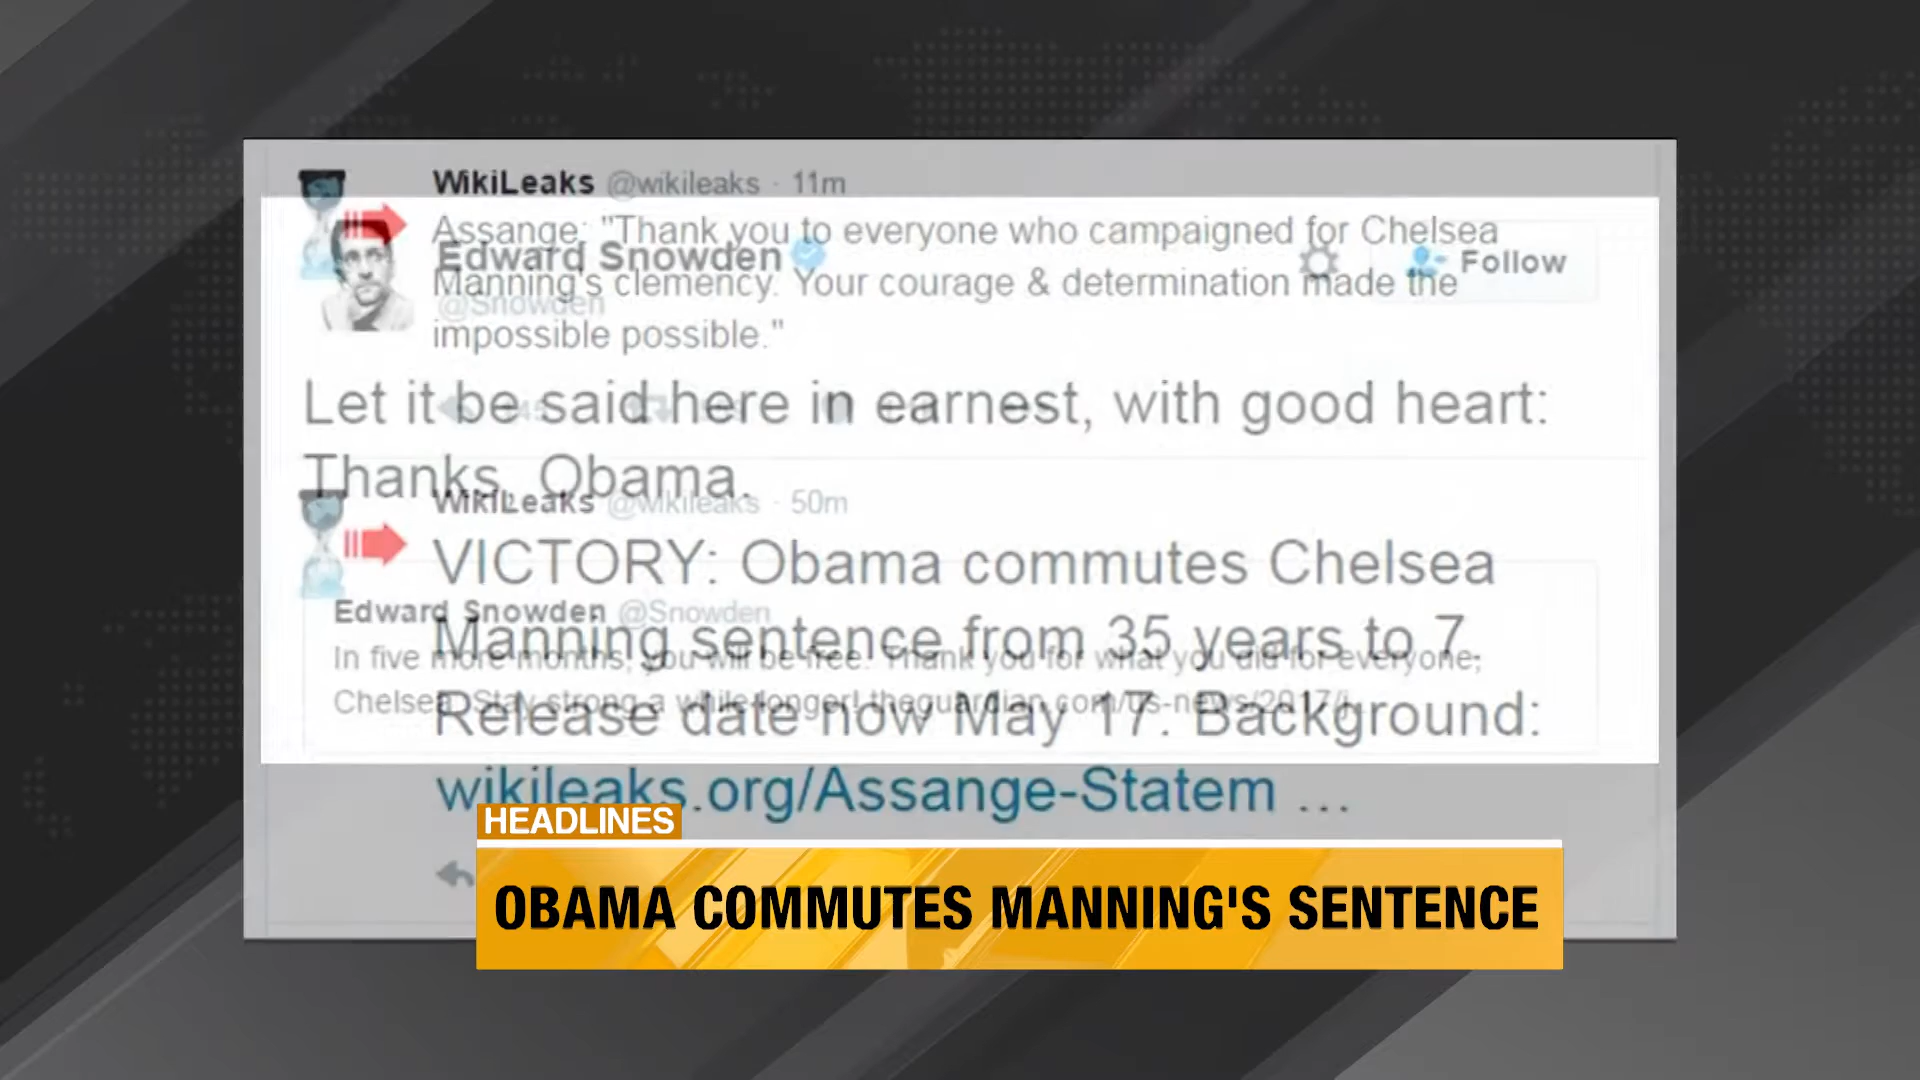 WikiLeaks @wikileaks · 11m
Assange: "Thank you to everyone who campaigned for Chelsea
Manning's clemency. Your courage & determination made the
impossible possible."
Edward Snowden
@Snowden
Follow
Let it be said here in earnest, with good heart:
Thanks, Obama.
WikiLeaks @wikileaks · 50m
VICTORY: Obama commutes Chelsea
Manning sentence from 35 years to 7.
Release date now May 17. Background:
wikileaks.org/Assange-Statem ...
Edward Snowden @Snowden
In five more months, you will be free. Thank you for what you did for everyone,
Chelsea. Stay strong a while longer! theguardian.com/us-news/2017/j...
HEADLINES
OBAMA COMMUTES MANNING'S SENTENCE